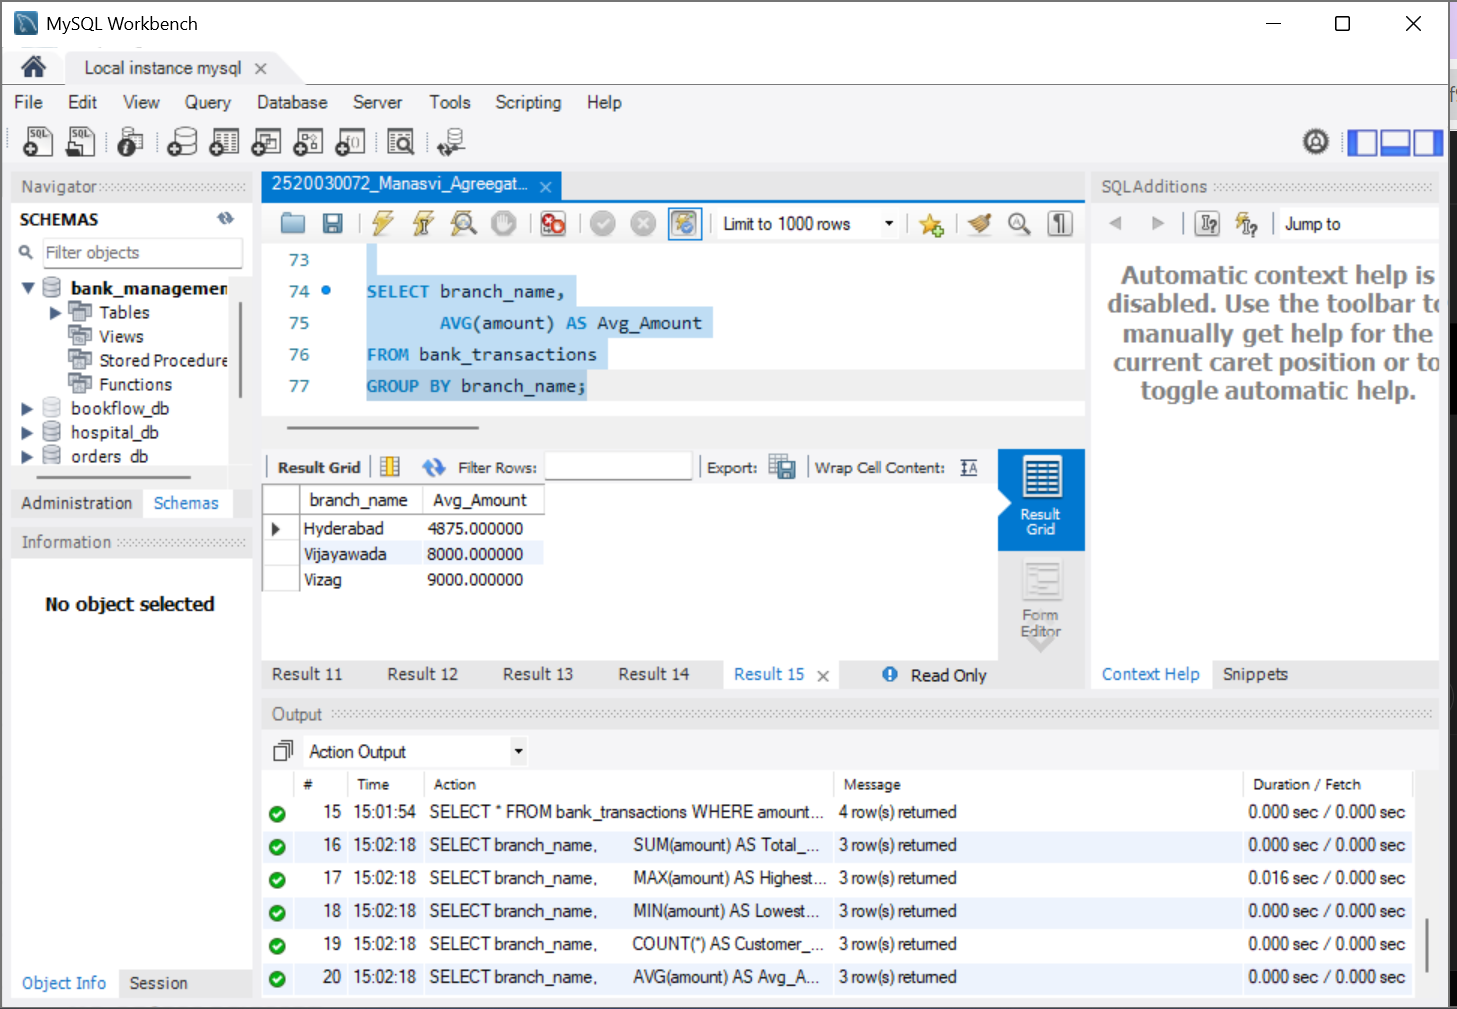 MySQL Workbench
Local instance mysql
File Edit View Query Database Server Tools Scripting Help
Navigator
SCHEMAS
Filter objects
bank_managemen
Tables
Views
Stored Procedure
Functions
bookflow_db
hospital_db
orders_db
Administration Schemas
Information
No object selected
Object Info Session
2520030072_Manasvi_Agreegat...
Limit to 1000 rows
73
74 SELECT branch_name,
75 AVG(amount) AS Avg_Amount
76 FROM bank_transactions
77 GROUP BY branch_name;
Result Grid Filter Rows: Export: Wrap Cell Content:
branch_name Avg_Amount
Hyderabad 4875.000000
Vijayawada 8000.000000
Vizag 9000.000000
Result Grid
Form Editor
Result 11 Result 12 Result 13 Result 14 Result 15 Read Only
SQLAdditions
Jump to
Automatic context help is
disabled. Use the toolbar to
manually get help for the
current caret position or to
toggle automatic help.
Context Help Snippets
Output
Action Output
# Time Action Message Duration / Fetch
15 15:01:54 SELECT * FROM bank_transactions WHERE amount... 4 row(s) returned 0.000 sec / 0.000 sec
16 15:02:18 SELECT branch_name, SUM(amount) AS Total_... 3 row(s) returned 0.000 sec / 0.000 sec
17 15:02:18 SELECT branch_name, MAX(amount) AS Highest... 3 row(s) returned 0.016 sec / 0.000 sec
18 15:02:18 SELECT branch_name, MIN(amount) AS Lowest... 3 row(s) returned 0.000 sec / 0.000 sec
19 15:02:18 SELECT branch_name, COUNT(*) AS Customer_... 3 row(s) returned 0.000 sec / 0.000 sec
20 15:02:18 SELECT branch_name, AVG(amount) AS Avg_A... 3 row(s) returned 0.000 sec / 0.000 sec